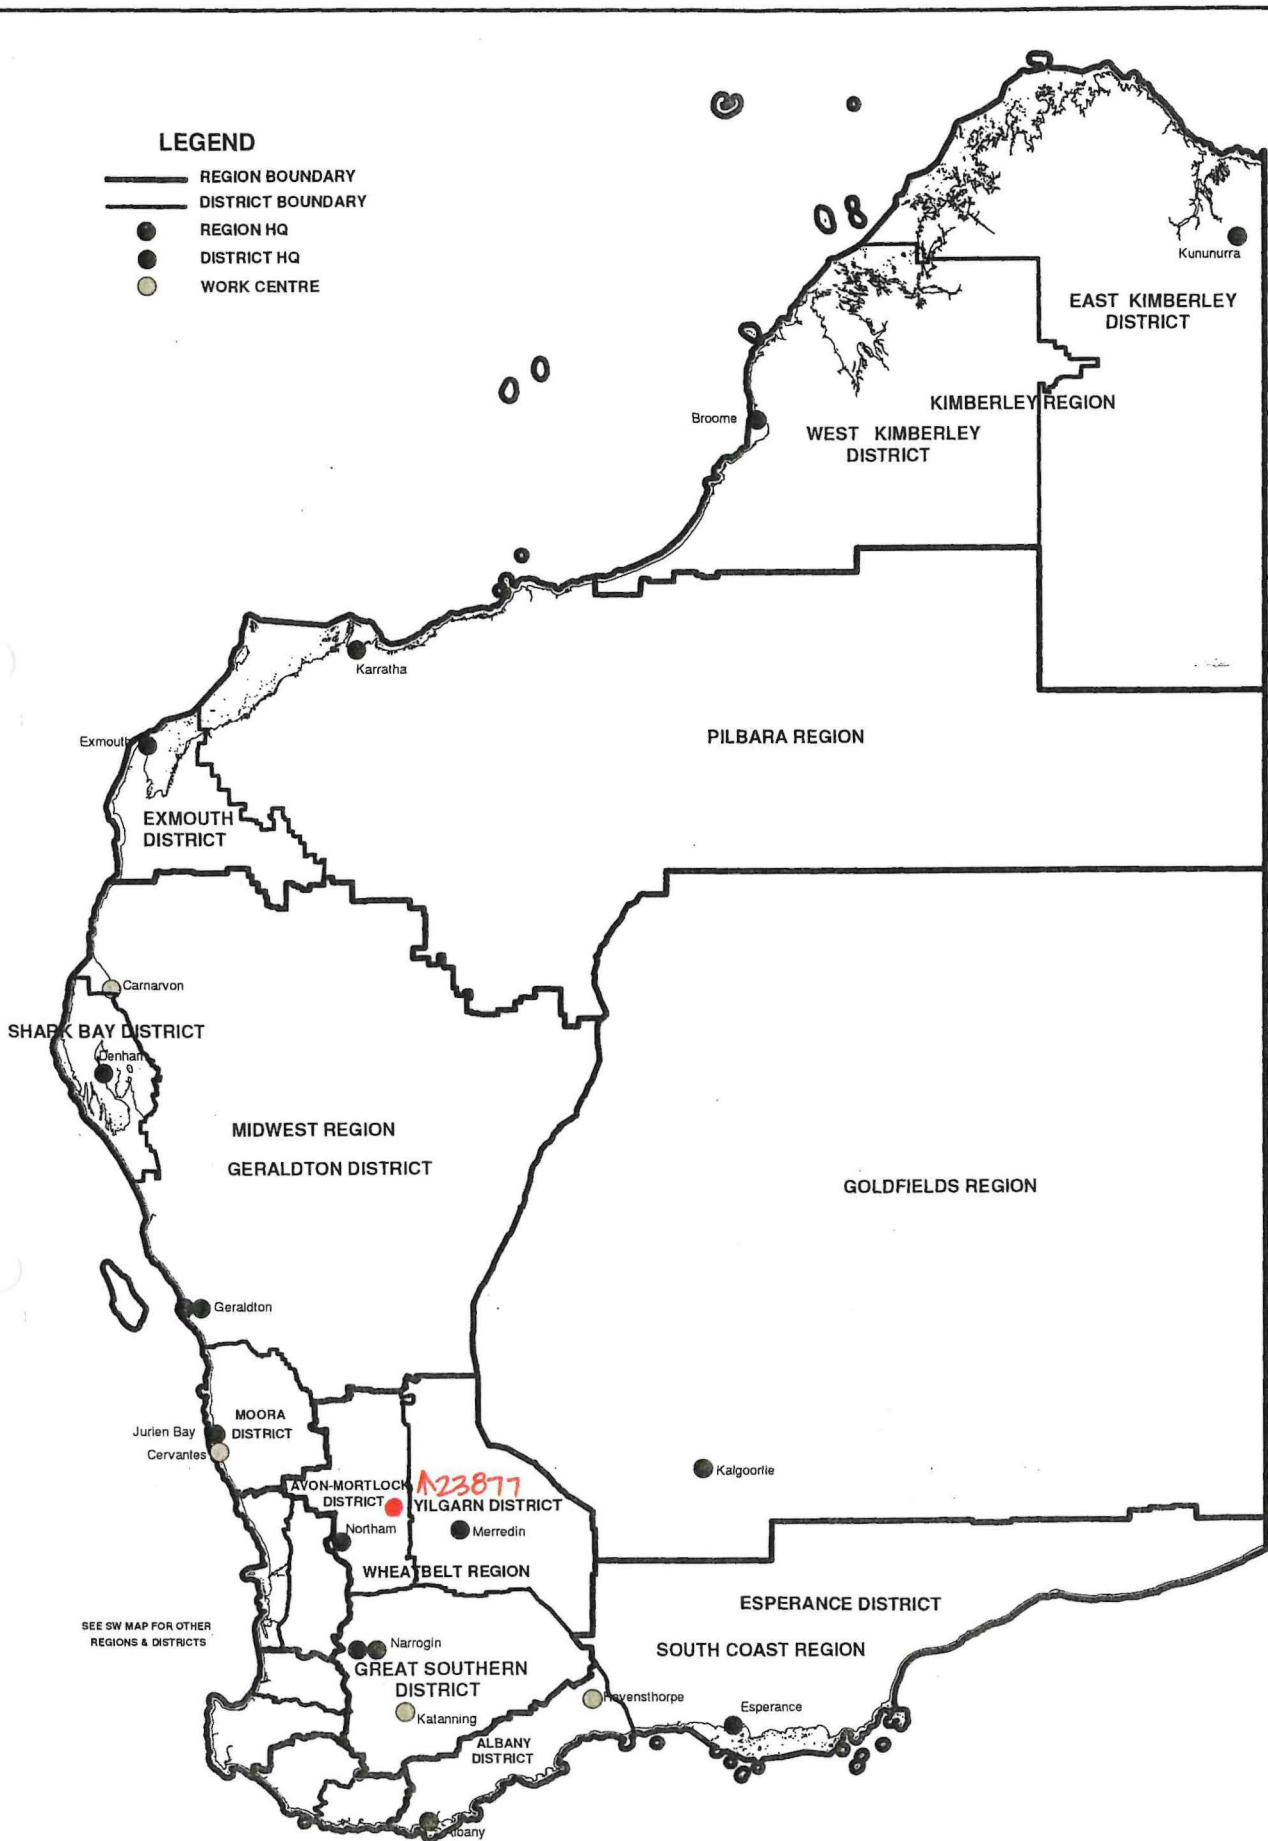 LEGEND
REGION BOUNDARY
DISTRICT BOUNDARY
REGION HQ
DISTRICT HQ
WORK CENTRE
Kununurra
EAST KIMBERLEY
DISTRICT
KIMBERLEY REGION
Broome
WEST KIMBERLEY
DISTRICT
Karratha
PILBARA REGION
Exmouth
EXMOUTH
DISTRICT
Carnarvon
SHARK BAY DISTRICT
Denham
MIDWEST REGION
GERALDTON DISTRICT
GOLDFIELDS REGION
Geraldton
MOORA
DISTRICT
Jurien Bay
Cervantes
Kalgoorlie
AVON-MORTLOCK
DISTRICT
A23877
YILGARN DISTRICT
Northam
Merredin
WHEATBELT REGION
ESPERANCE DISTRICT
SEE SW MAP FOR OTHER
REGIONS & DISTRICTS
SOUTH COAST REGION
Narrogin
GREAT SOUTHERN
DISTRICT
Ravensthorpe
Katanning
Esperance
ALBANY
DISTRICT
Albany